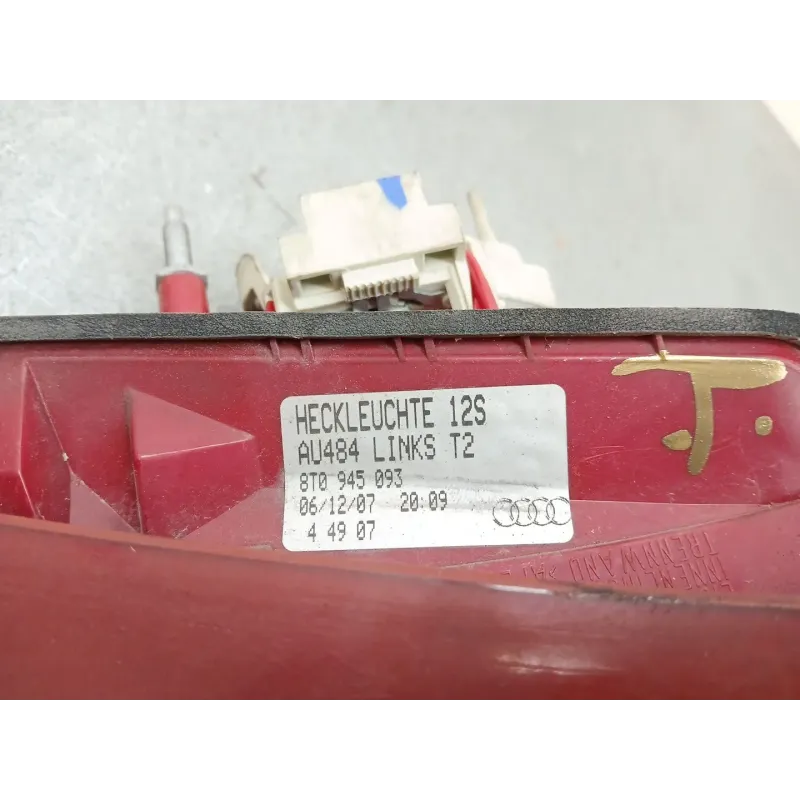 HECKLEUCHTE 12S
AU484 LINKS T2
8T0 945 093
06/12/07 20:09
4 49 07
J.